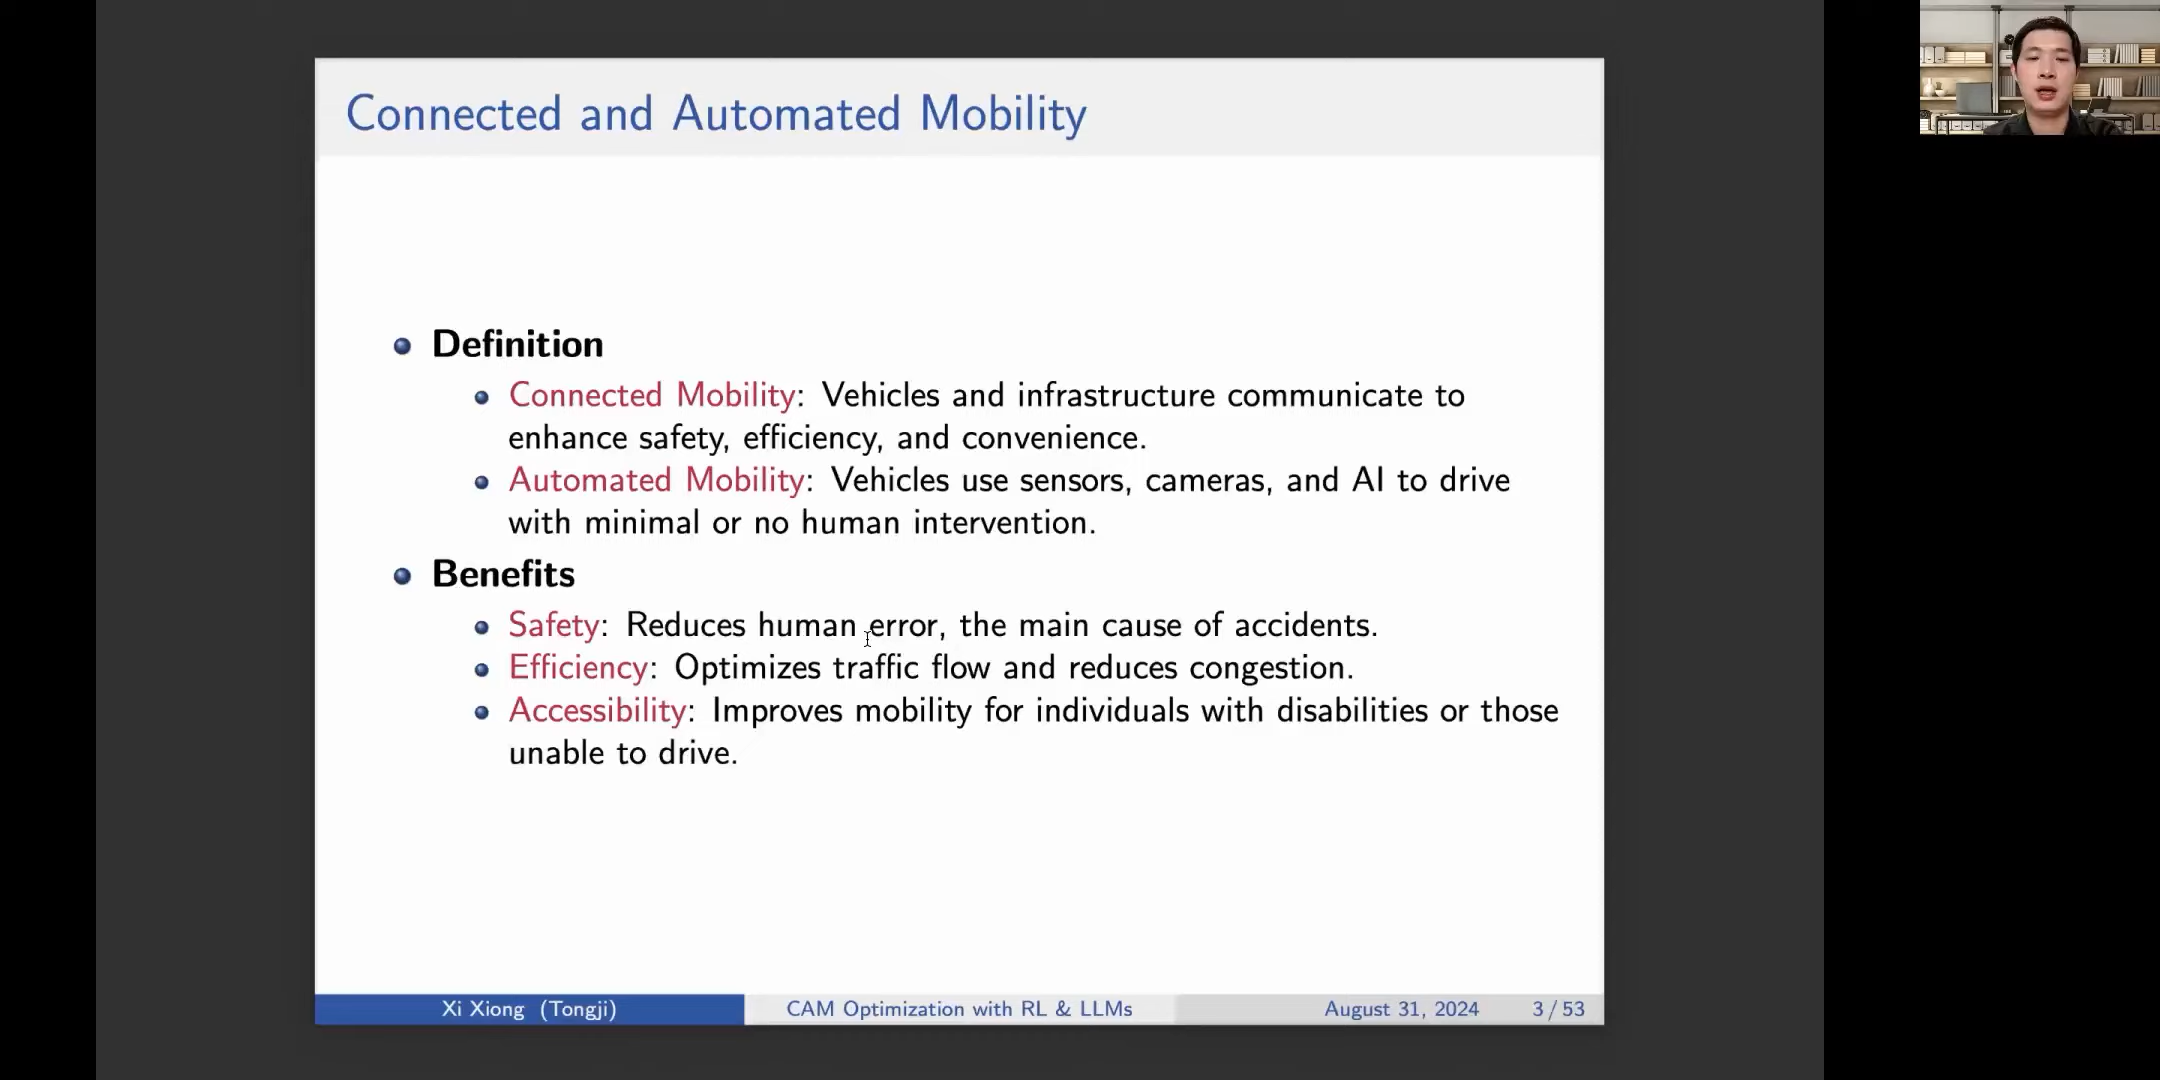 Connected and Automated Mobility
Definition
Connected Mobility: Vehicles and infrastructure communicate to
enhance safety, efficiency, and convenience.
Automated Mobility: Vehicles use sensors, cameras, and AI to drive
with minimal or no human intervention.
Benefits
Safety: Reduces human error, the main cause of accidents.
Efficiency: Optimizes traffic flow and reduces congestion.
Accessibility: Improves mobility for individuals with disabilities or those
unable to drive.
Xi Xiong (Tongji) CAM Optimization with RL & LLMs August 31, 2024 3 / 53